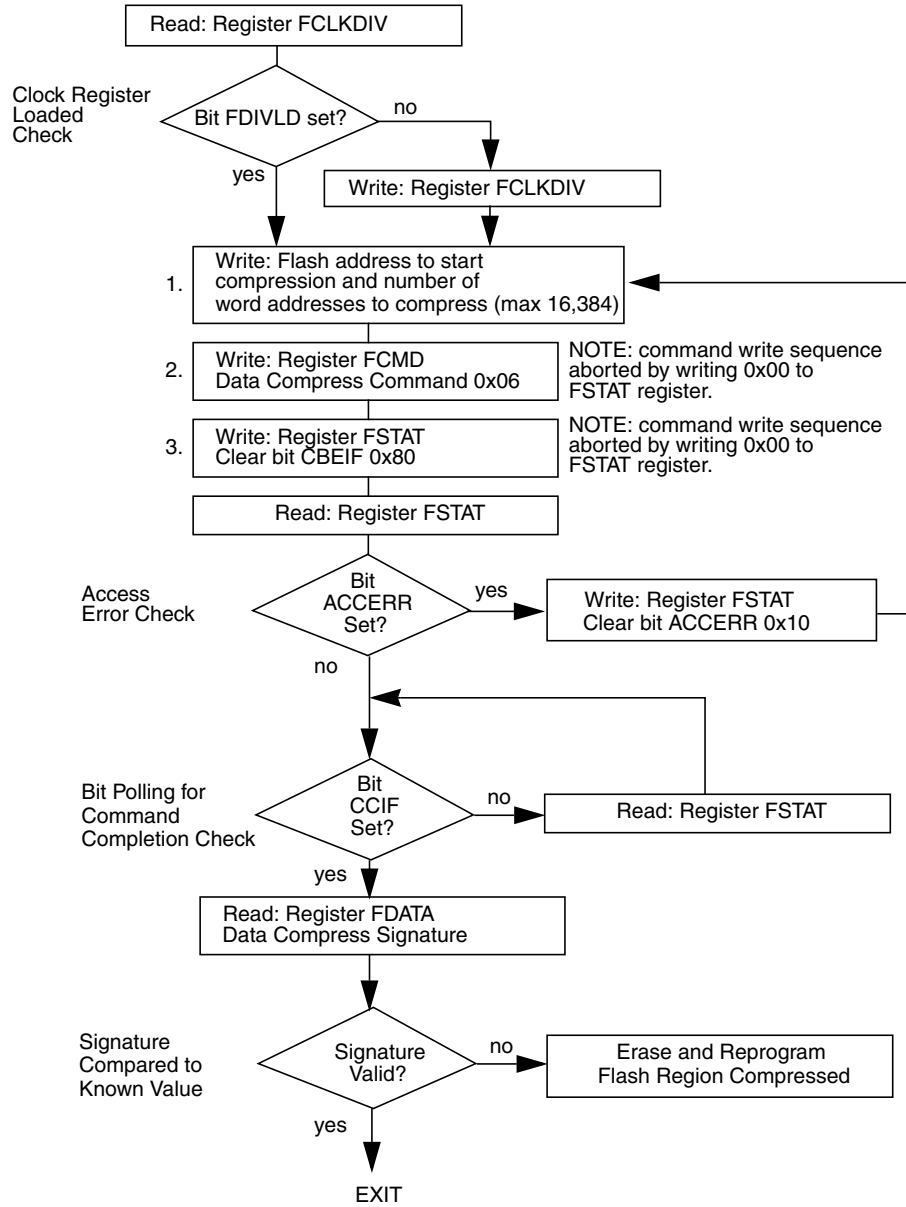 Read: Register FCLKDIV
Clock Register
Loaded
Check
Bit FDIVLD set?
no
yes
Write: Register FCLKDIV
1.
Write: Flash address to start
compression and number of
word addresses to compress (max 16,384)
2.
Write: Register FCMD
Data Compress Command 0x06
NOTE: command write sequence
aborted by writing 0x00 to
FSTAT register.
3.
Write: Register FSTAT
Clear bit CBEIF 0x80
NOTE: command write sequence
aborted by writing 0x00 to
FSTAT register.
Read: Register FSTAT
Access
Error Check
Bit
ACCERR
Set?
yes
Write: Register FSTAT
Clear bit ACCERR 0x10
no
Bit Polling for
Command
Completion Check
Bit
CCIF
Set?
no
Read: Register FSTAT
yes
Read: Register FDATA
Data Compress Signature
Signature
Compared to
Known Value
Signature
Valid?
no
Erase and Reprogram
Flash Region Compressed
yes
EXIT